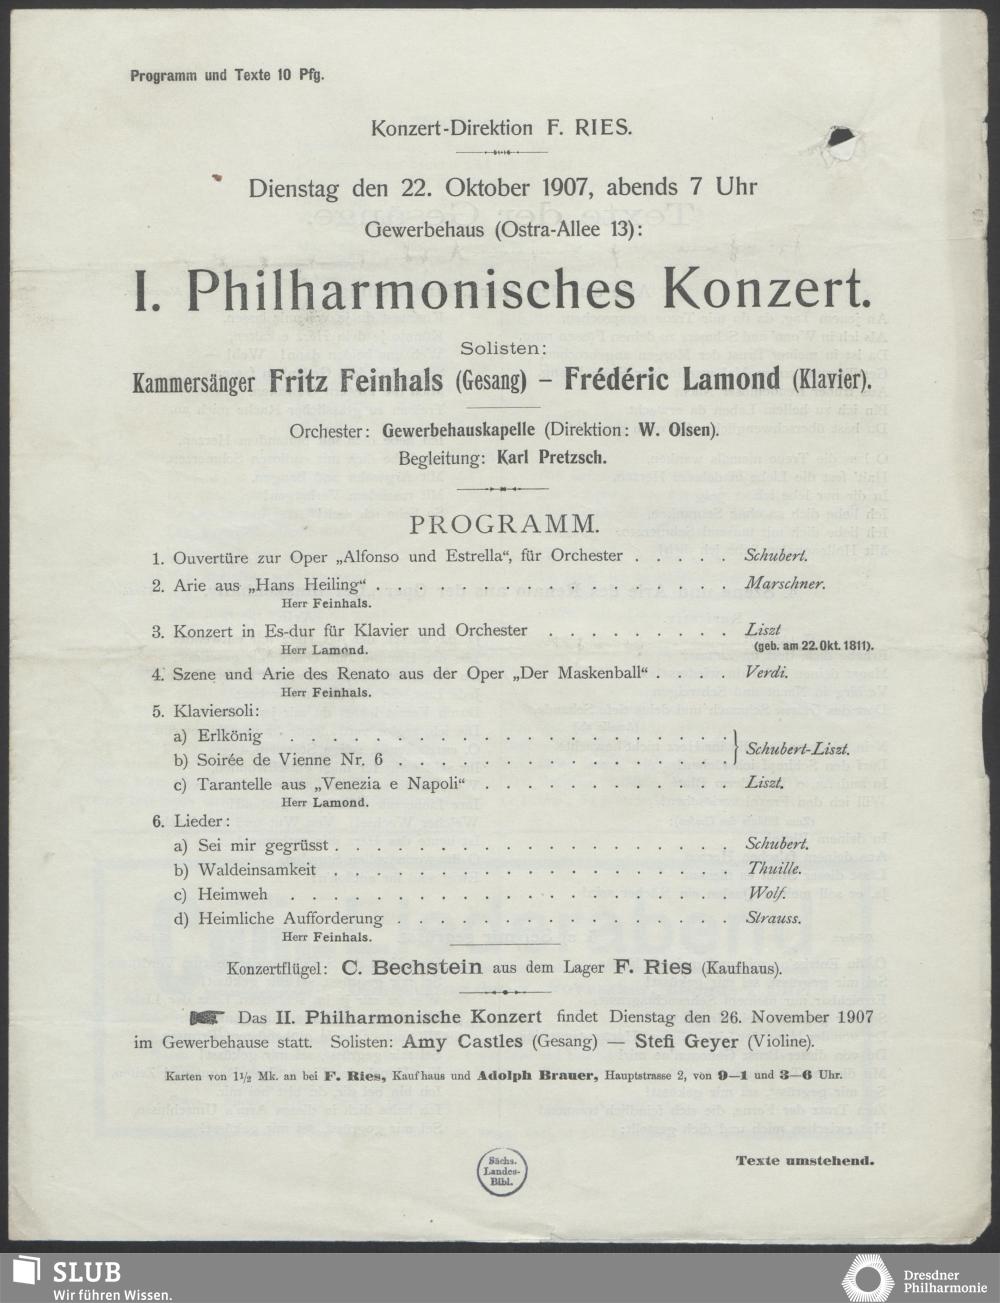 Programm und Texte 10 Pfg.
Konzert-Direktion F. RIES.
Dienstag den 22. Oktober 1907, abends 7 Uhr
Gewerbehaus (Ostra-Allee 13):
I. Philharmonisches Konzert.
Solisten:
Kammersänger Fritz Feinhals (Gesang) – Frédéric Lamond (Klavier).
Orchester: Gewerbehauskapelle (Direktion: W. Olsen).
Begleitung: Karl Pretzsch.
PROGRAMM.
1. Ouvertüre zur Oper „Alfonso und Estrella“, für Orchester . . . . . Schubert.
2. Arie aus „Hans Heiling“ . . . . . . . . . . . . . . . . . Marschner.
Herr Feinhals.
3. Konzert in Es-dur für Klavier und Orchester . . . . . . . . . Liszt
Herr Lamond. (geb. am 22. Okt. 1811).
4. Szene und Arie des Renato aus der Oper „Der Maskenball“ . . . . Verdi.
Herr Feinhals.
5. Klaviersoli:
a) Erlkönig . . . . . . . . . . . . . . . . . .
b) Soirée de Vienne Nr. 6 . . . . . . . . . . . . . } Schubert-Liszt.
c) Tarantelle aus „Venezia e Napoli“ . . . . . . . . . . Liszt.
Herr Lamond.
6. Lieder:
a) Sei mir gegrüsst . . . . . . . . . . . . . . . . Schubert.
b) Waldeinsamkeit . . . . . . . . . . . . . . . . Thuille.
c) Heimweh . . . . . . . . . . . . . . . . . . Wolf.
d) Heimliche Aufforderung . . . . . . . . . . . . . Strauss.
Herr Feinhals.
Konzertflügel: C. Bechstein aus dem Lager F. Ries (Kaufhaus).
Das II. Philharmonische Konzert findet Dienstag den 26. November 1907
im Gewerbehause statt. Solisten: Amy Castles (Gesang) — Stefi Geyer (Violine).
Karten von 1 1/2 Mk. an bei F. Ries, Kaufhaus und Adolph Brauer, Hauptstrasse 2, von 9—1 und 3—6 Uhr.
Texte umstehend.
Sächs.
Landes-
Bibl.
SLUB
Wir führen Wissen.
Dresdner
Philharmonie